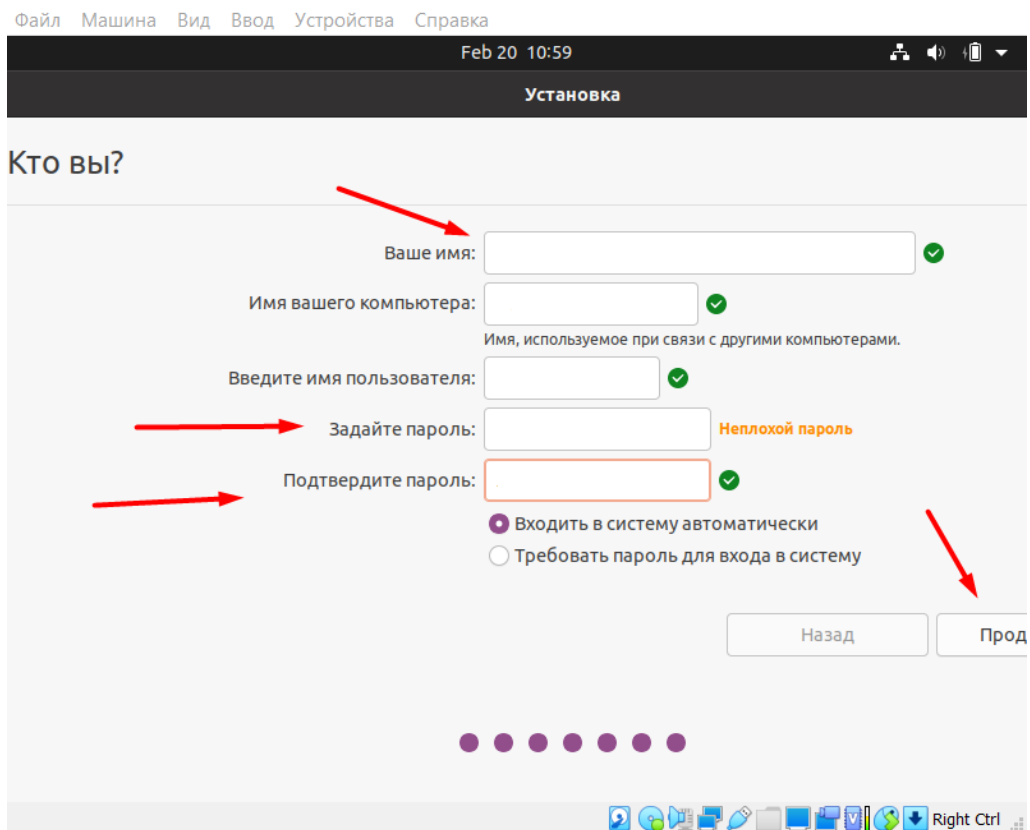 Файл Машина Вид Ввод Устройства Справка
Feb 20 10:59
Установка
Кто вы?
Ваше имя:
Имя вашего компьютера:
Имя, используемое при связи с другими компьютерами.
Введите имя пользователя:
Задайте пароль: Неплохой пароль
Подтвердите пароль:
Входить в систему автоматически
Требовать пароль для входа в систему
Назад Прод
Right Ctrl